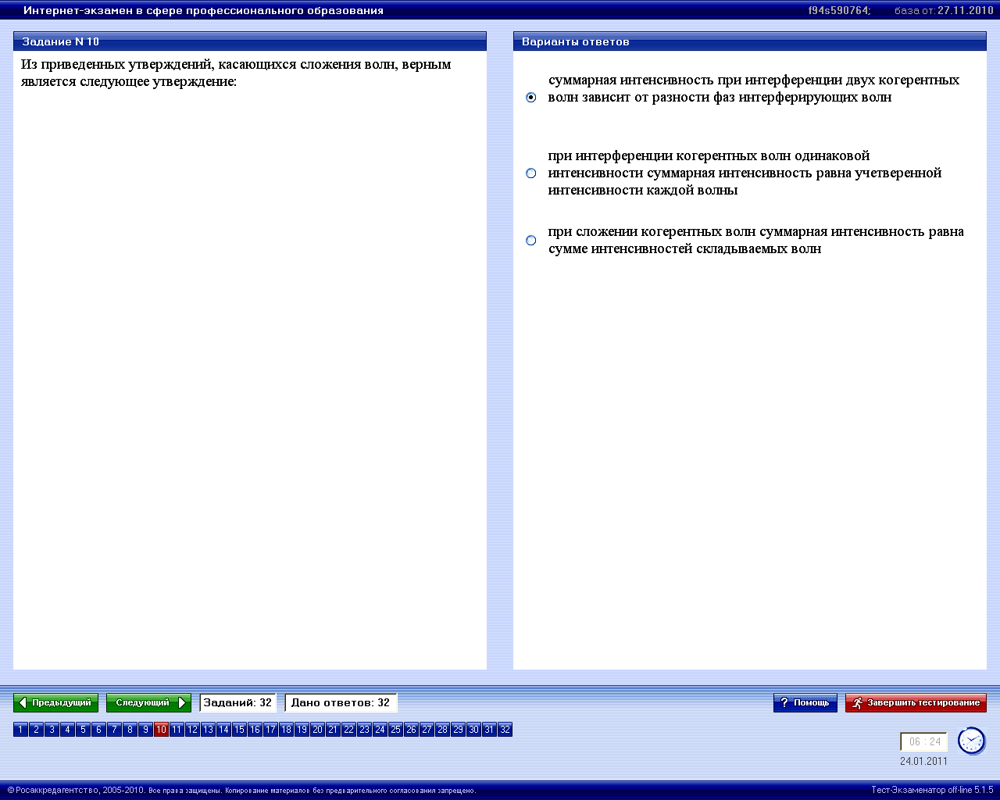 Интернет-экзамен в сфере профессионального образования
f94s590764; база от: 27.11.2010
Задание N 10
Из приведенных утверждений, касающихся сложения волн, верным
является следующее утверждение:
Варианты ответов
суммарная интенсивность при интерференции двух когерентных
волн зависит от разности фаз интерферирующих волн
при интерференции когерентных волн одинаковой
интенсивности суммарная интенсивность равна учетверенной
интенсивности каждой волны
при сложении когерентных волн суммарная интенсивность равна
сумме интенсивностей складываемых волн
Предыдущий Следующий Заданий: 32 Дано ответов: 32 ? Помощь Завершить тестирование
1 2 3 4 5 6 7 8 9 10 11 12 13 14 15 16 17 18 19 20 21 22 23 24 25 26 27 28 29 30 31 32
06 : 24
24.01.2011
© Росаккредагентство, 2005-2010. Все права защищены. Копирование материалов без предварительного согласования запрещено.
Тест-Экзаменатор off-line 5.1.5